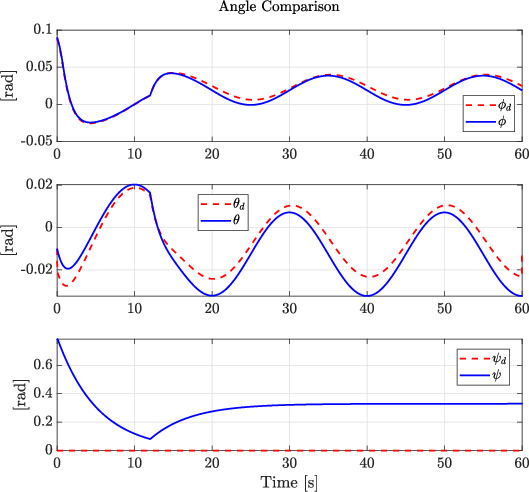 Angle Comparison
[rad]
0.1
0.05
0
-0.05
ϕ_d
ϕ
0 10 20 30 40 50 60
[rad]
0.02
0
-0.02
θ_d
θ
0 10 20 30 40 50 60
[rad]
0.6
0.4
0.2
0
ψ_d
ψ
0 10 20 30 40 50 60
Time [s]